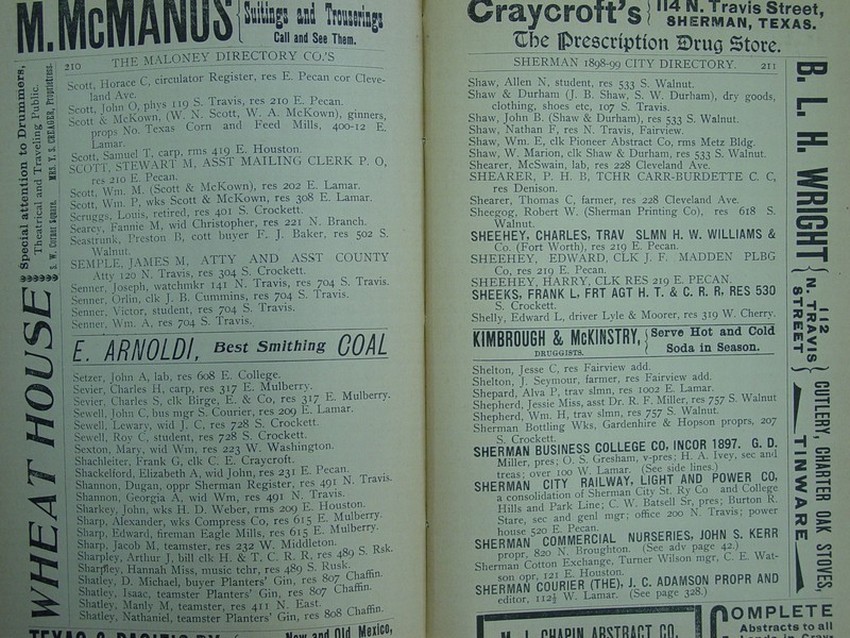 M. McMANUS { Suitings and Trouserings
Call and See Them.
210 THE MALONEY DIRECTORY CO.'S
Scott, Horace C, circulator Register, res E. Pecan cor Cleve-
land Ave.
Scott, John O, phys 119 S. Travis, res 210 E. Pecan.
Scott & McKown, (W. N. Scott, W. A. McKown), ginners,
props No. Texas Corn and Feed Mills, 400-12 E.
Lamar.
Scott, Samuel T, carp, rms 419 E. Houston.
SCOTT, STEWART M, ASST MAILING CLERK P. O,
res 210 E. Pecan.
Scott, Wm. M. (Scott & McKown), res 202 E. Lamar.
Scott, Wm. P, wks Scott & McKown, res 308 E. Lamar.
Scruggs, Louis, retired, res 401 S. Crockett.
Searcy, Fannie M, wid Christopher, res 221 N. Branch.
Seastrunk, Preston B, cott buyer F. J. Baker, res 502 S.
Walnut.
SEMPLE, JAMES M, ATTY AND ASST COUNTY
Atty 120 N. Travis, res 304 S. Crockett.
Senner, Joseph, watchmkr 141 N. Travis, res 704 S. Travis.
Senner, Orlin, clk J. B. Cummins, res 704 S. Travis.
Senner, Victor, student, res 704 S. Travis.
Senner, Wm. A, res 704 S. Travis.
E. ARNOLDI, Best Smithing COAL
Setzer, John A, lab, res 608 E. College.
Sevier, Charles H, carp, res 317 E. Mulberry.
Sevier, Charles S, clk Birge, E. & Co, res 317 E. Mulberry.
Sewell, John C, bus mgr S. Courier, res 209 E. Lamar.
Sewell, Lewary, wid J. C, res 728 S. Crockett.
Sewell, Roy C, student, res 728 S. Crockett.
Sexton, Mary, wid Wm, res 223 W. Washington.
Shachleiter, Frank G, clk C. E. Craycroft.
Shackelford, Elizabeth A, wid John, res 231 E. Pecan.
Shannon, Dugan, oppr Sherman Register, res 491 N. Travis.
Shannon, Georgia A, wid Wm, res 491 N. Travis.
Sharkey, John, wks H. D. Weber, rms 209 E. Houston.
Sharp, Alexander, wks Compress Co, res 615 E. Mulberry.
Sharp, Edward, fireman Eagle Mills, res 615 E. Mulberry.
Sharp, Jacob M, teamster, res 232 W. Middleton.
Sharpley, Arthur J, bill clk H. & T. C. R. R, res 489 S. Rsk.
Sharpley, Hannah Miss, music tchr, res 489 S. Rusk.
Shatley, D. Michael, buyer Planters' Gin, res 807 Chaffin.
Shatley, Isaac, teamster Planters' Gin, res 807 Chaffin.
Shatley, Manly M, teamster, res 411 N. East.
Shatley, Nathaniel, teamster Planters' Gin, res 808 Chaffin.
New and Old Mexico,
WHEAT HOUSE
Special attention to Drummers,
Theatrical and Traveling Public.
MRS. Y. S. CREAGER, Proprietress.
S. W. Corner Square.
Craycroft's { 114 N. Travis Street,
SHERMAN, TEXAS.
The Prescription Drug Store.
SHERMAN 1898-99 CITY DIRECTORY. 211
Shaw, Allen N, student, res 533 S. Walnut.
Shaw & Durham (J. B. Shaw, S. W. Durham), dry goods,
clothing, shoes etc, 107 S. Travis.
Shaw, John B. (Shaw & Durham), res 533 S. Walnut.
Shaw, Nathan F, res N. Travis, Fairview.
Shaw, Wm. E, clk Pioneer Abstract Co, rms Metz Bldg.
Shaw, W. Marion, clk Shaw & Durham, res 533 S. Walnut.
Shearer, McSwain, lab, res 228 Cleveland Ave.
SHEARER, P. H. B, TCHR CARR-BURDETTE C. C,
res Denison.
Shearer, Thomas C, farmer, res 228 Cleveland Ave.
Sheegog, Robert W. (Sherman Printing Co), res 618 S.
Walnut.
SHEEHEY, CHARLES, TRAV SLMN H. W. WILLIAMS &
Co. (Fort Worth), res 219 E. Pecan.
SHEEHEY, EDWARD, CLK J. F. MADDEN PLBG
Co, res 219 E. Pecan.
SHEEHEY, HARRY, CLK RES 219 E. PECAN.
SHEEKS, FRANK L, FRT AGT H. T. & C. R. R, RES 530
S. Crockett.
Shelly, Edward L, driver Lyle & Moorer, res 319 W. Cherry.
KIMBROUGH & McKINSTRY, { Serve Hot and Cold
DRUGGISTS. Soda in Season.
Shelton, Jesse C, res Fairview add.
Shelton, J. Seymour, farmer, res Fairview add.
Shepard, Alva P, trav slmn, res 1002 E. Lamar.
Shepherd, Jessie Miss, asst Dr. R. F. Miller, res 757 S. Walnut
Shepherd, Wm. H, trav slmn, res 757 S. Walnut.
Sherman Bottling Wks, Gardenhire & Hopson proprs, 207
S. Crockett.
SHERMAN BUSINESS COLLEGE CO, INCOR 1897. G. D.
Miller, pres; O. S. Gresham, v-pres; H. A. Ivey, sec and
treas; over 100 W. Lamar. (See side lines.)
SHERMAN CITY RAILWAY, LIGHT AND POWER CO,
a consolidation of Sherman City St. Ry Co and College
Hills and Park Line; C. W. Batsell Sr, pres; Burton R.
Stare, sec and genl mgr; office 200 N. Travis; power
house 520 E. Pecan.
SHERMAN COMMERCIAL NURSERIES, JOHN S. KERR
propr, 820 N. Broughton. (See adv page 42.)
Sherman Cotton Exchange, Turner Wilson mgr, C. E. Wat-
son opr, 121 E. Houston.
SHERMAN COURIER (THE), J. C. ADAMSON PROPR AND
editor, 112½ W. Lamar. (See page 328.)
CHAPIN ABSTRACT CO.
COMPLETE
Abstracts to all
B. L. H. WRIGHT { 112
N. TRAVIS
STREET
CUTLERY, CHARTER OAK STOVES,
TINWARE